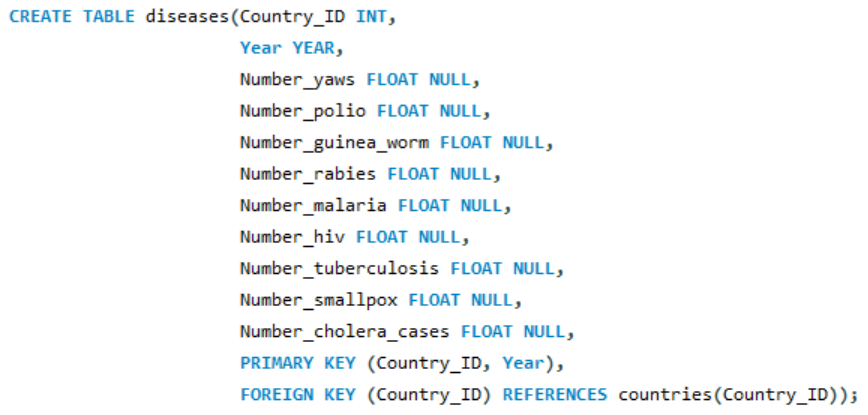 CREATE TABLE diseases(Country_ID INT,
Year YEAR,
Number_yaws FLOAT NULL,
Number_polio FLOAT NULL,
Number_guinea_worm FLOAT NULL,
Number_rabies FLOAT NULL,
Number_malaria FLOAT NULL,
Number_hiv FLOAT NULL,
Number_tuberculosis FLOAT NULL,
Number_smallpox FLOAT NULL,
Number_cholera_cases FLOAT NULL,
PRIMARY KEY (Country_ID, Year),
FOREIGN KEY (Country_ID) REFERENCES countries(Country_ID));